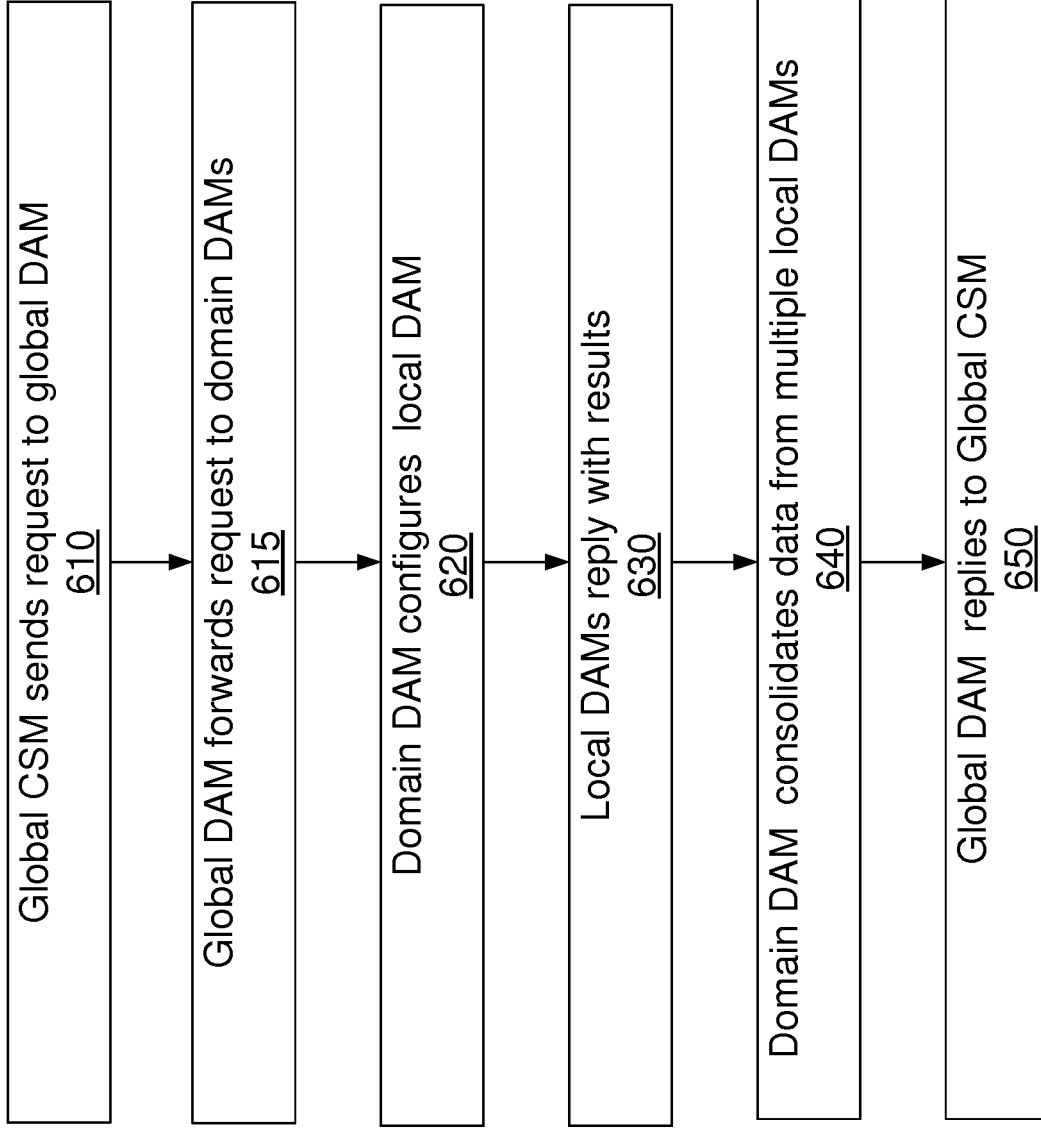 Global CSM sends request to global DAM
610
Global DAM forwards request to domain DAMs
615
Domain DAM configures local DAM
620
Local DAMs reply with results
630
Domain DAM consolidates data from multiple local DAMs
640
Global DAM replies to Global CSM
650